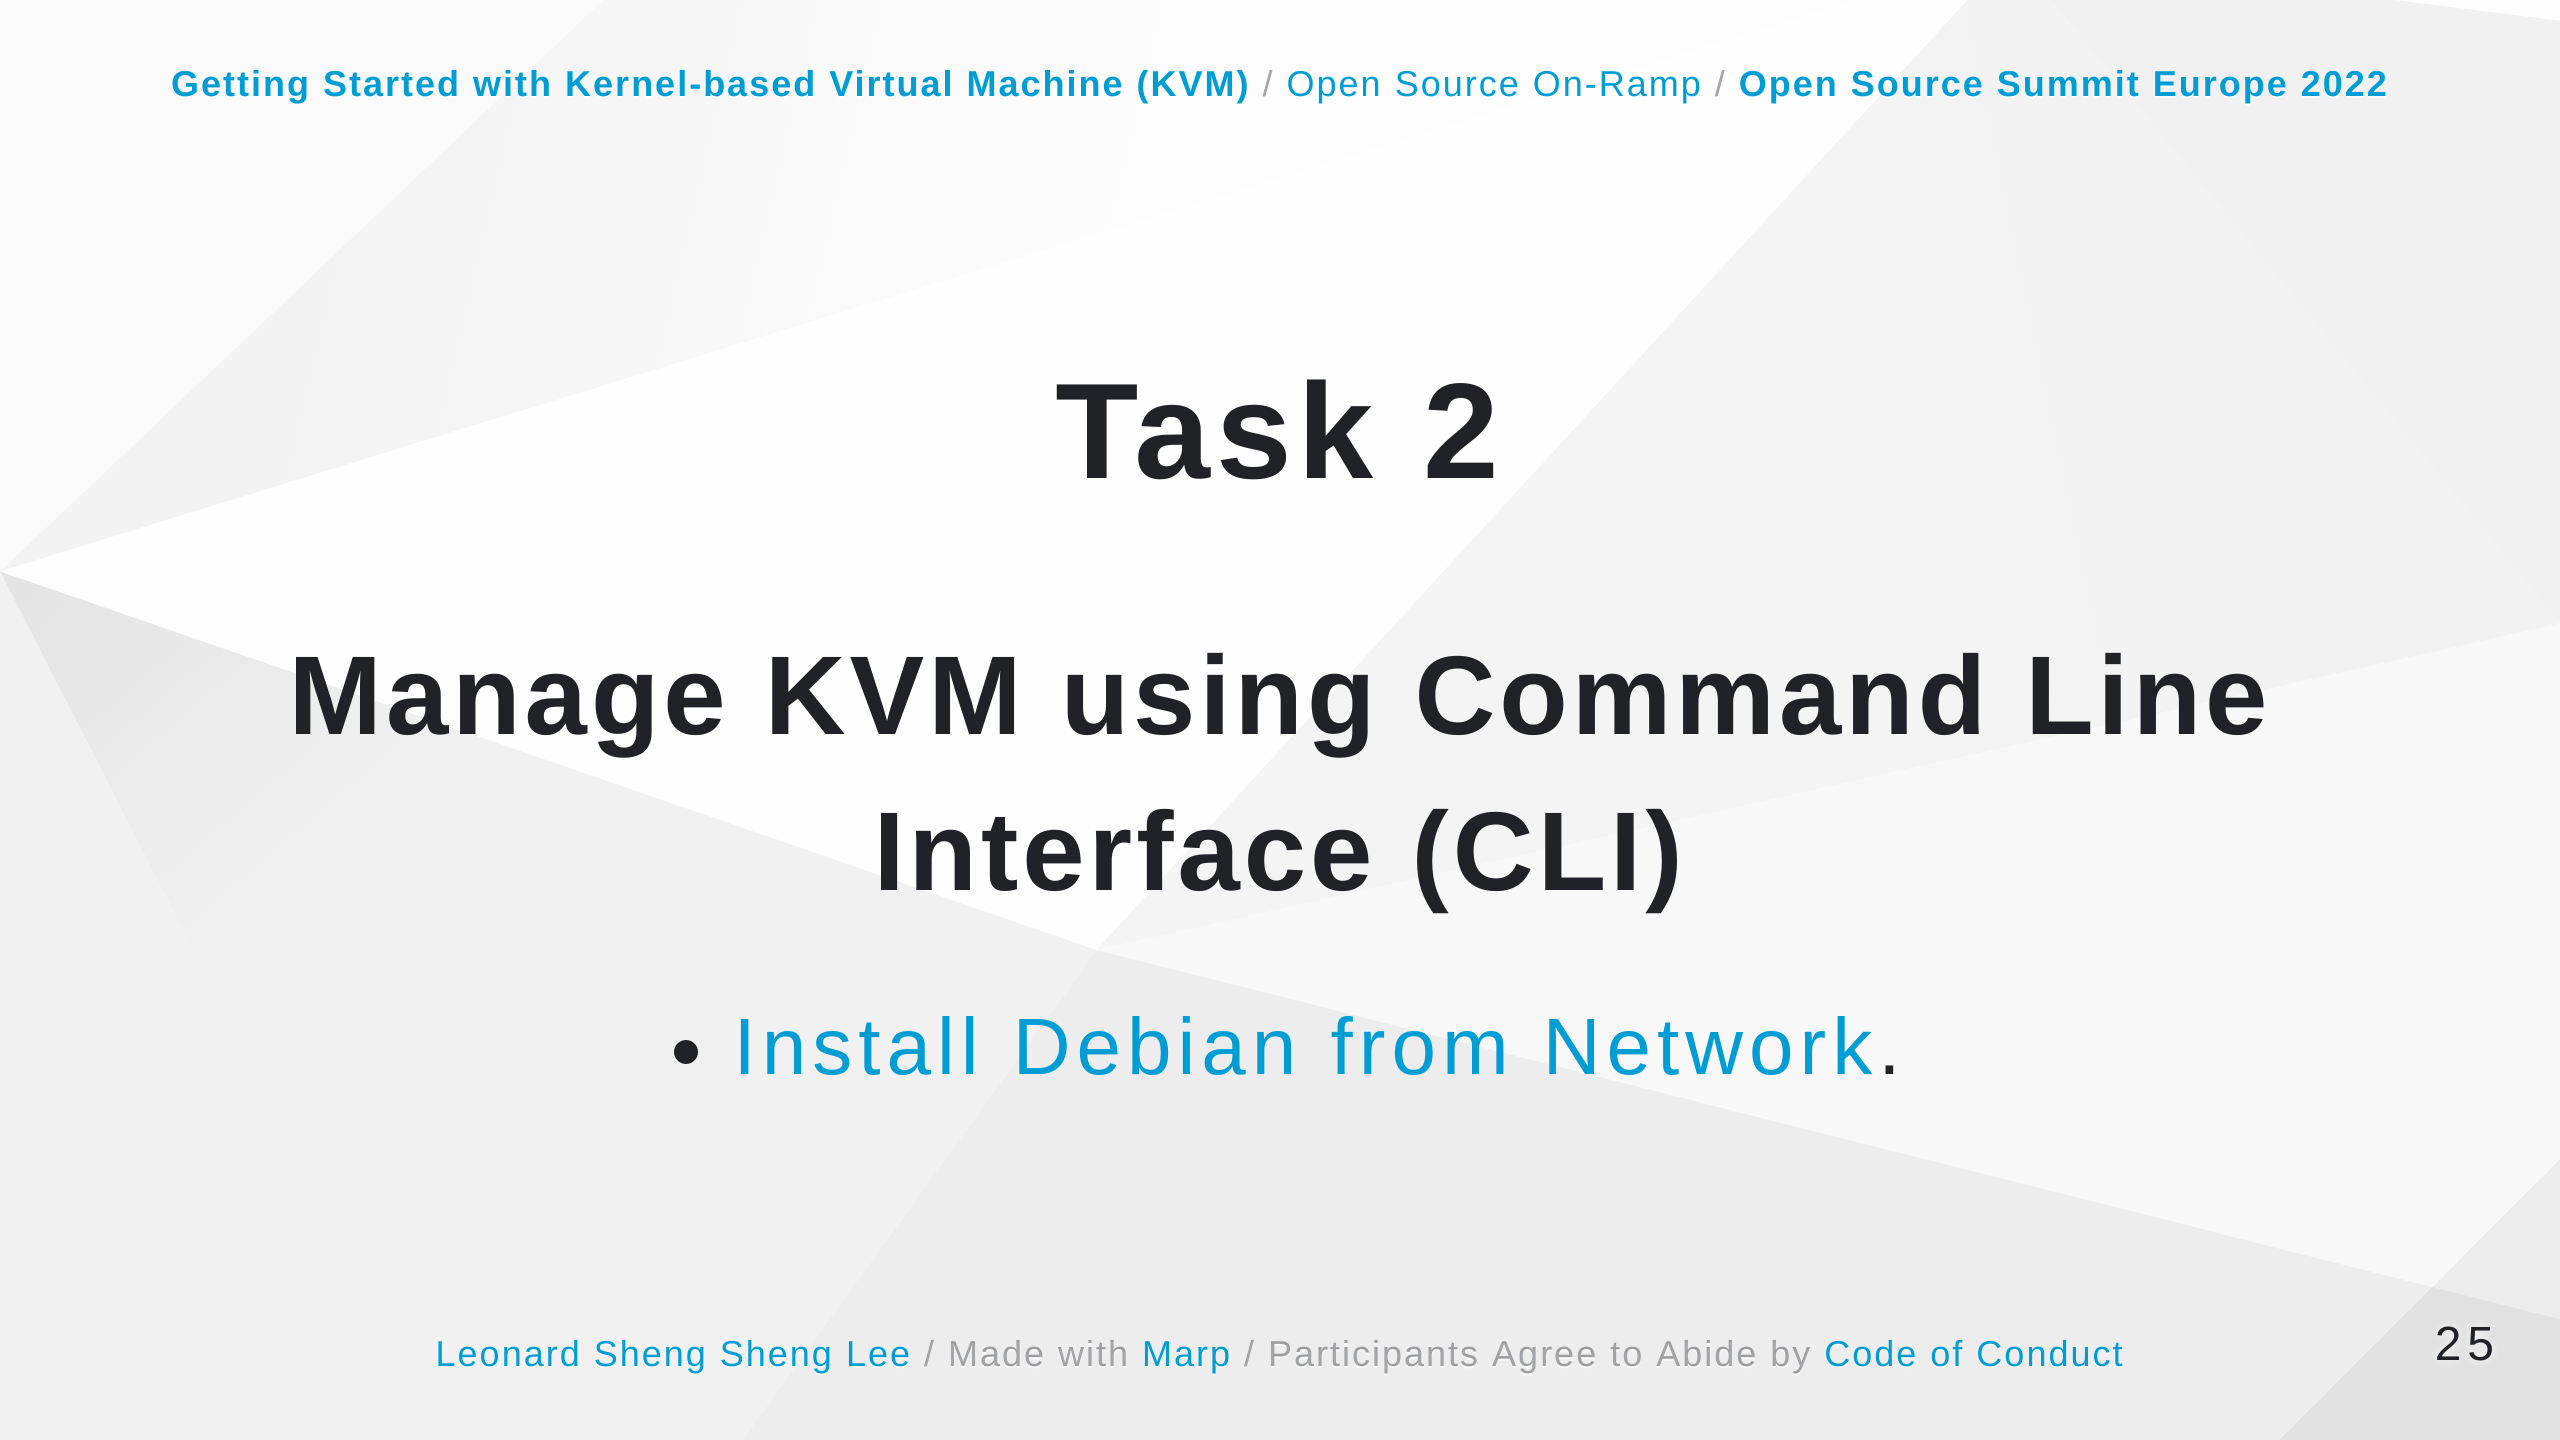 Getting Started with Kernel-based Virtual Machine (KVM) / Open Source On-Ramp / Open Source Summit Europe 2022
Task 2
Manage KVM using Command Line
Interface (CLI)
• Install Debian from Network.
Leonard Sheng Sheng Lee / Made with Marp / Participants Agree to Abide by Code of Conduct
25